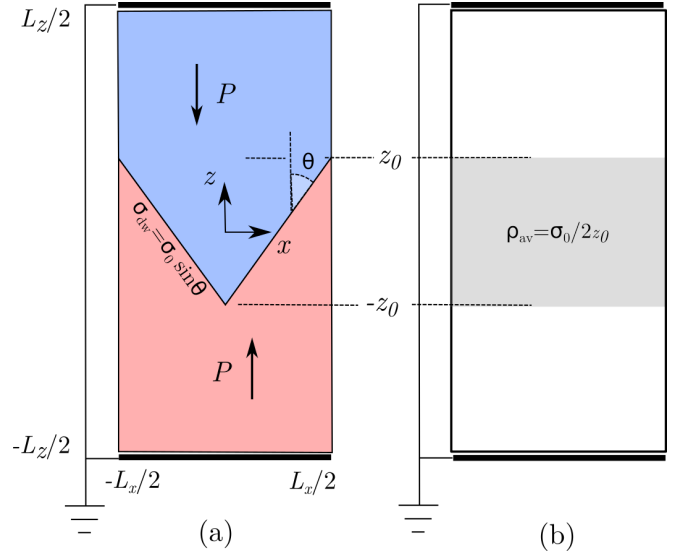 Lz/2
P
θ
z0
z
x
σdw=σ0 sinθ
ρav=σ0/2z0
-z0
P
-Lz/2
-Lx/2
Lx/2
(a)
(b)